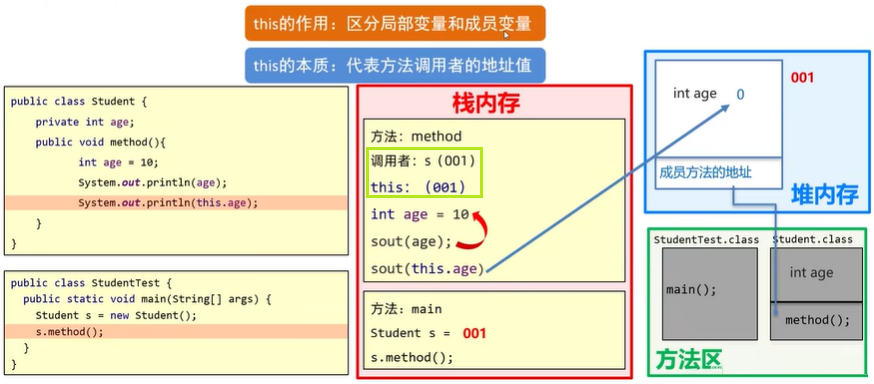 this的作用：区分局部变量和成员变量
this的本质：代表方法调用者的地址值
public class Student {
private int age;
public void method(){
int age = 10;
System.out.println(age);
System.out.println(this.age);
}
}
public class StudentTest {
public static void main(String[] args) {
Student s = new Student();
s.method();
}
}
栈内存
方法：method
调用者：s（001）
this：（001）
int age = 10
sout(age);
sout(this.age)
方法：main
Student s = 001
s.method();
001
int age 0
成员方法的地址
堆内存
StudentTest.class
main();
Student.class
int age
method();
方法区